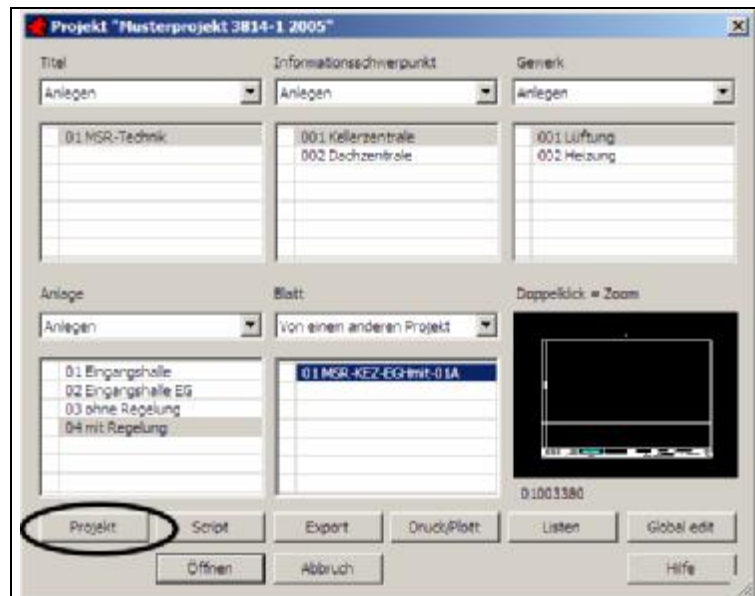 Projekt "Musterprojekt 3814-1 2005"
Titel
Informationsschwerpunkt
Gewerk
Anlegen
Anlegen
Anlegen
01 MSR-Technik
001 Kellerzentrale
002 Dachzentrale
001 Lüftung
002 Heizung
Anlage
Blatt
Doppelklick = Zoom
Anlegen
Von einem anderen Projekt
01 Eingangshalle
02 Eingangshalle EG
03 ohne Regelung
04 mit Regelung
01 MSR-KEZ-EGHmit-01A
01003380
Projekt
Script
Export
Druck/Plott
Listen
Global edit
Öffnen
Abbruch
Hilfe